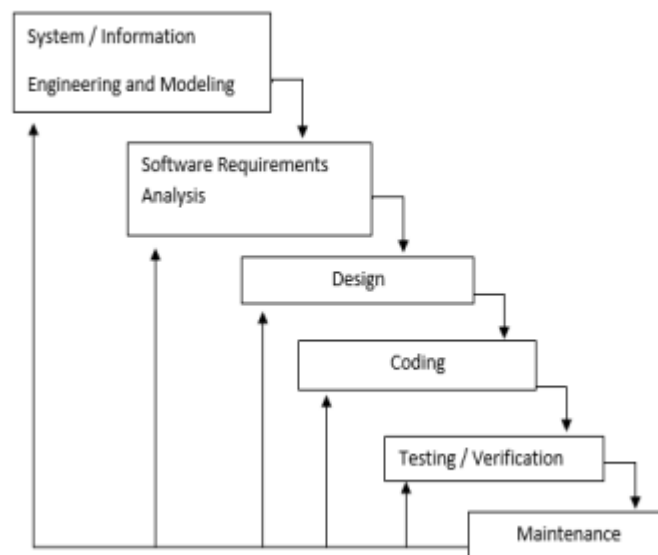 System / Information
Engineering and Modeling
Software Requirements
Analysis
Design
Coding
Testing / Verification
Maintenance